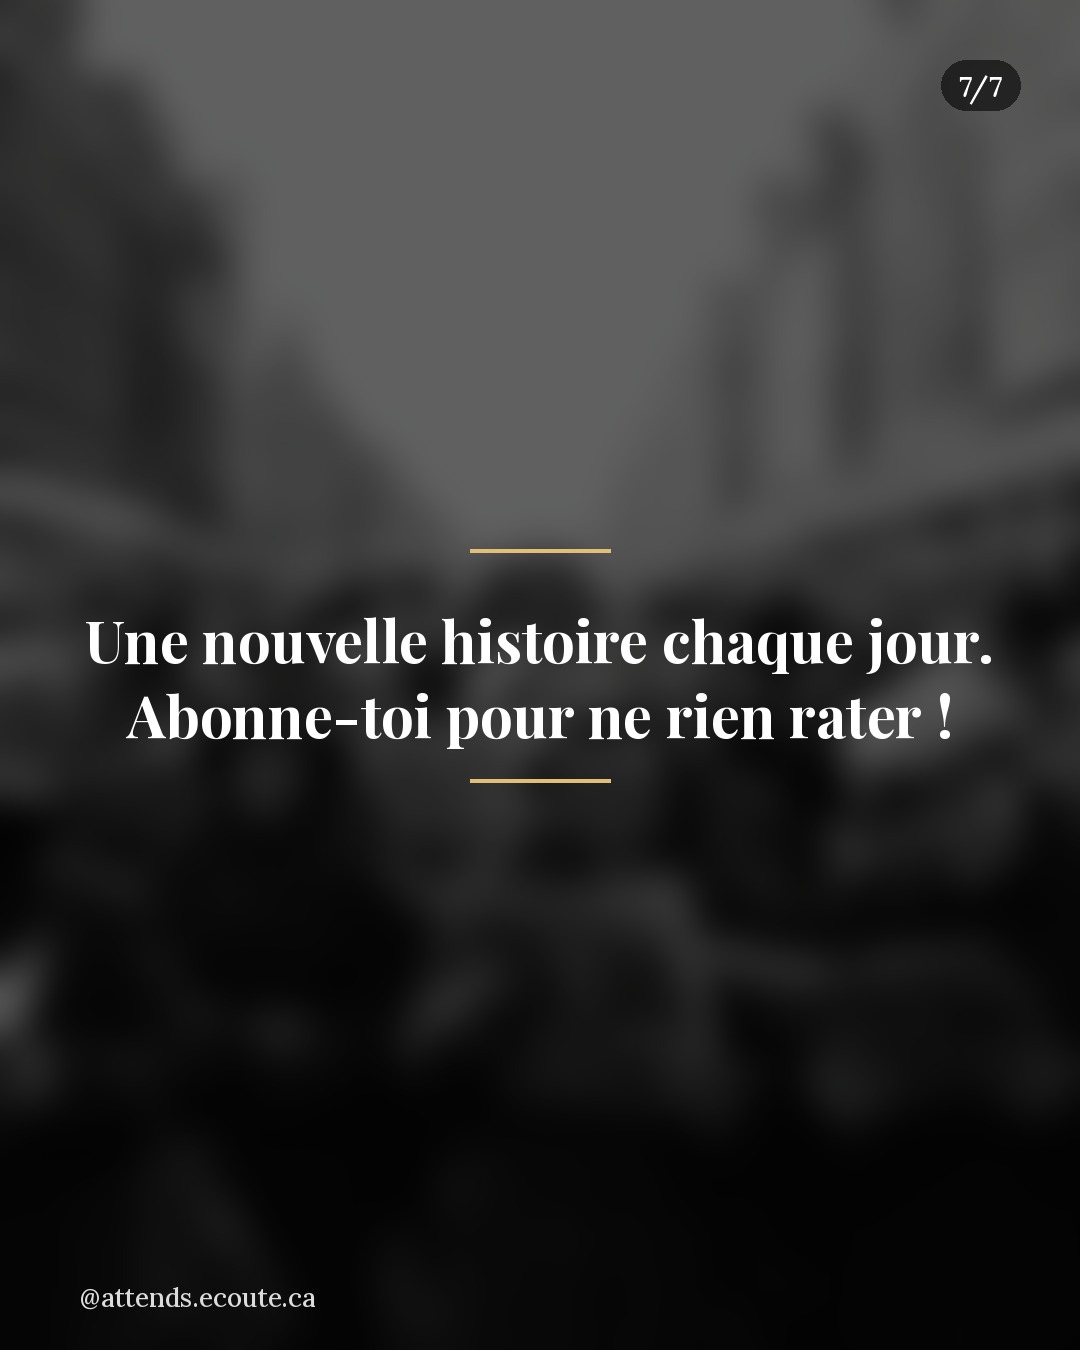 7/7
Une nouvelle histoire chaque jour.
Abonne-toi pour ne rien rater !
@attends.ecoute.ca